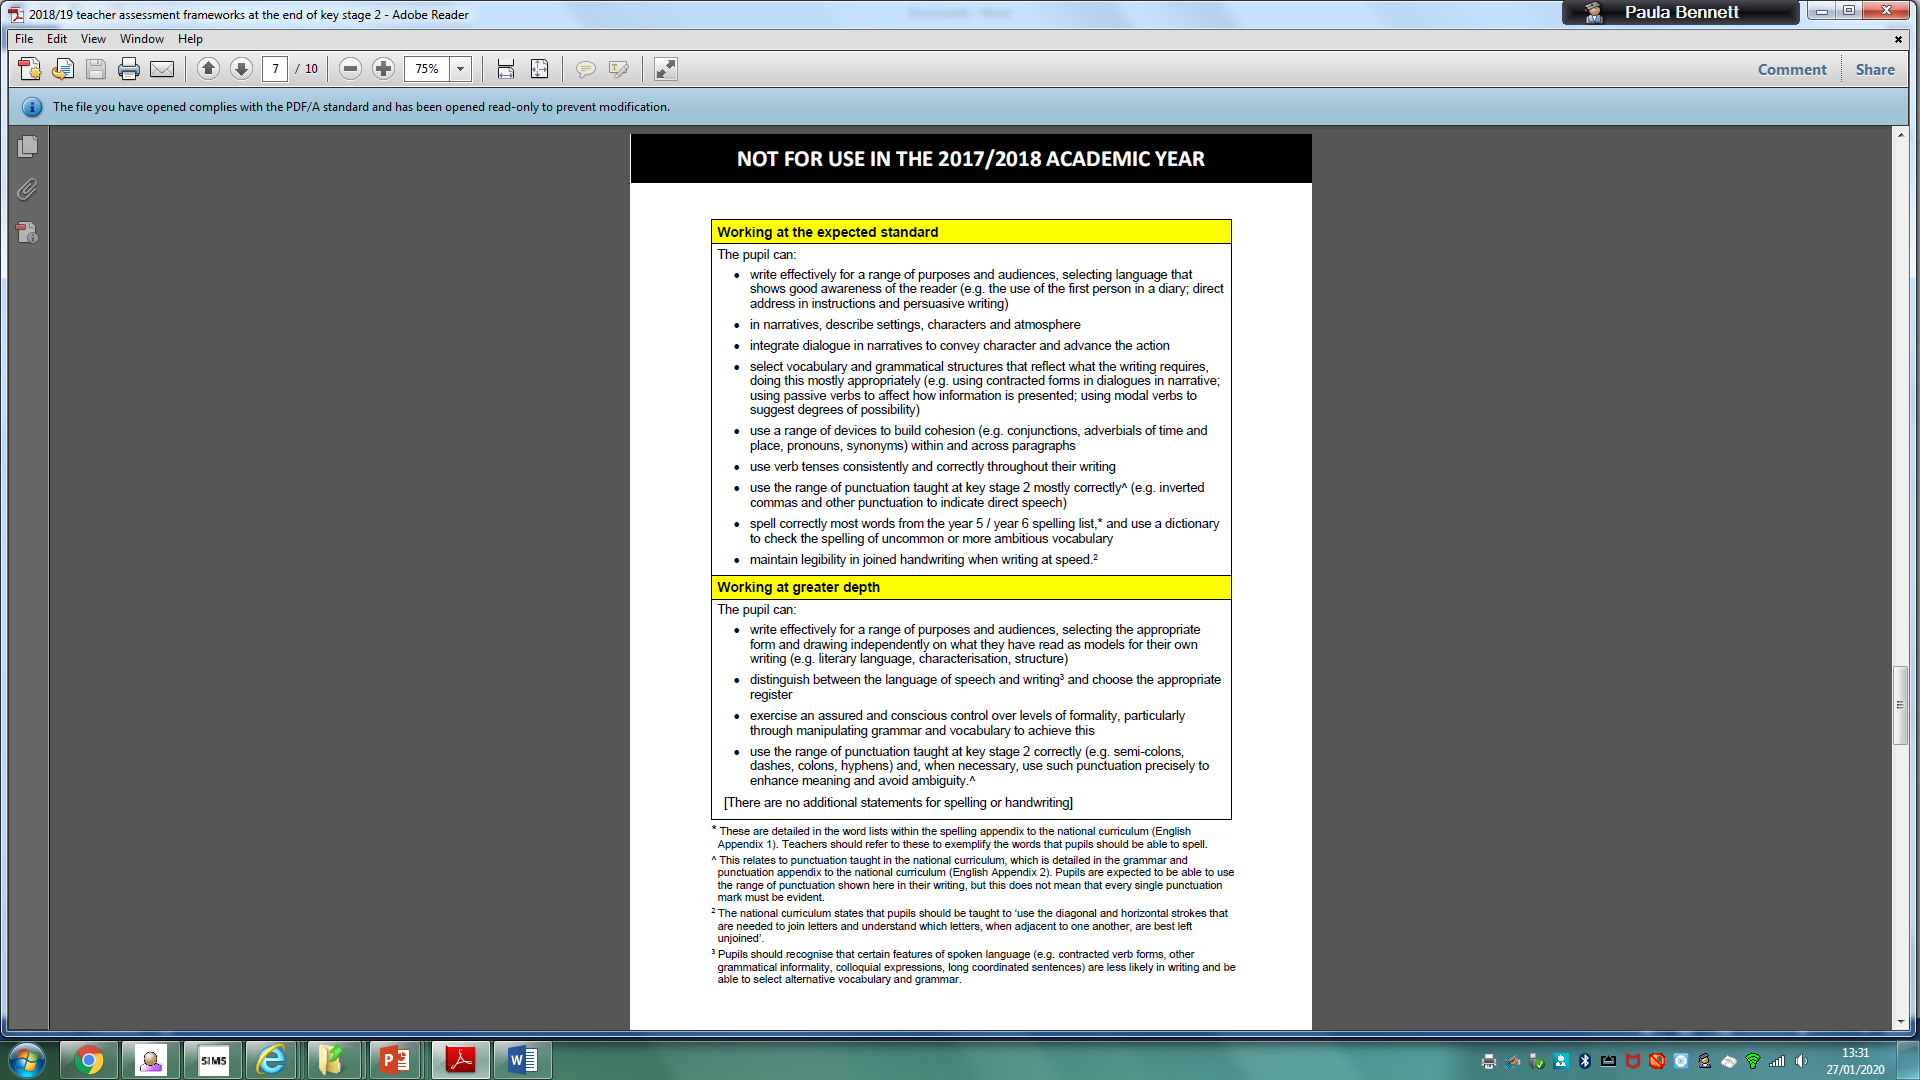 2018/19 teacher assessment frameworks at the end of key stage 2 - Adobe Reader
Paula Bennett
File Edit View Window Help
7 / 10 75%
Comment Share
The file you have opened complies with the PDF/A standard and has been opened read-only to prevent modification.
NOT FOR USE IN THE 2017/2018 ACADEMIC YEAR
Working at the expected standard
The pupil can:
• write effectively for a range of purposes and audiences, selecting language that
shows good awareness of the reader (e.g. the use of the first person in a diary; direct
address in instructions and persuasive writing)
• in narratives, describe settings, characters and atmosphere
• integrate dialogue in narratives to convey character and advance the action
• select vocabulary and grammatical structures that reflect what the writing requires,
doing this mostly appropriately (e.g. using contracted forms in dialogues in narrative;
using passive verbs to affect how information is presented; using modal verbs to
suggest degrees of possibility)
• use a range of devices to build cohesion (e.g. conjunctions, adverbials of time and
place, pronouns, synonyms) within and across paragraphs
• use verb tenses consistently and correctly throughout their writing
• use the range of punctuation taught at key stage 2 mostly correctly^ (e.g. inverted
commas and other punctuation to indicate direct speech)
• spell correctly most words from the year 5 / year 6 spelling list,* and use a dictionary
to check the spelling of uncommon or more ambitious vocabulary
• maintain legibility in joined handwriting when writing at speed.²
Working at greater depth
The pupil can:
• write effectively for a range of purposes and audiences, selecting the appropriate
form and drawing independently on what they have read as models for their own
writing (e.g. literary language, characterisation, structure)
• distinguish between the language of speech and writing³ and choose the appropriate
register
• exercise an assured and conscious control over levels of formality, particularly
through manipulating grammar and vocabulary to achieve this
• use the range of punctuation taught at key stage 2 correctly (e.g. semi-colons,
dashes, colons, hyphens) and, when necessary, use such punctuation precisely to
enhance meaning and avoid ambiguity.^
[There are no additional statements for spelling or handwriting]
* These are detailed in the word lists within the spelling appendix to the national curriculum (English
Appendix 1). Teachers should refer to these to exemplify the words that pupils should be able to spell.
^ This relates to punctuation taught in the national curriculum, which is detailed in the grammar and
punctuation appendix to the national curriculum (English Appendix 2). Pupils are expected to be able to use
the range of punctuation shown here in their writing, but this does not mean that every single punctuation
mark must be evident.
² The national curriculum states that pupils should be taught to ‘use the diagonal and horizontal strokes that
are needed to join letters and understand which letters, when adjacent to one another, are best left
unjoined’.
³ Pupils should recognise that certain features of spoken language (e.g. contracted verb forms, other
grammatical informality, colloquial expressions, long coordinated sentences) are less likely in writing and be
able to select alternative vocabulary and grammar.
SIMS
13:31
27/01/2020